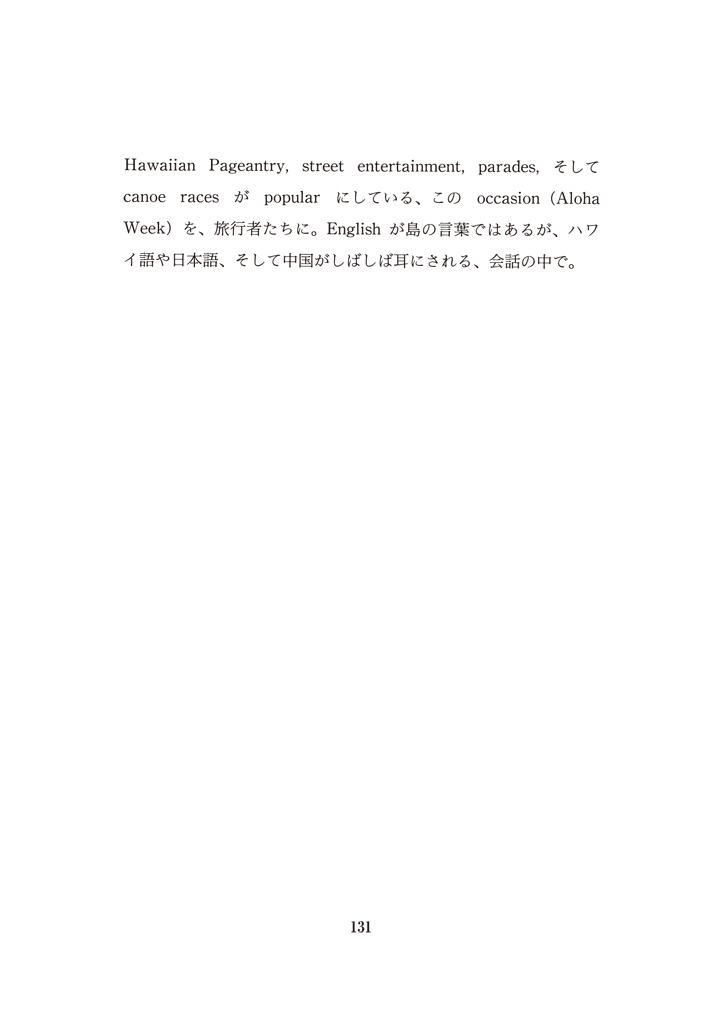 Hawaiian Pageantry, street entertainment, parades, そして
canoe races が popular にしている、この occasion（Aloha
Week）を、旅行者たちに。English が島の言葉ではあるが、ハワ
イ語や日本語、そして中国がしばしば耳にされる、会話の中で。
131